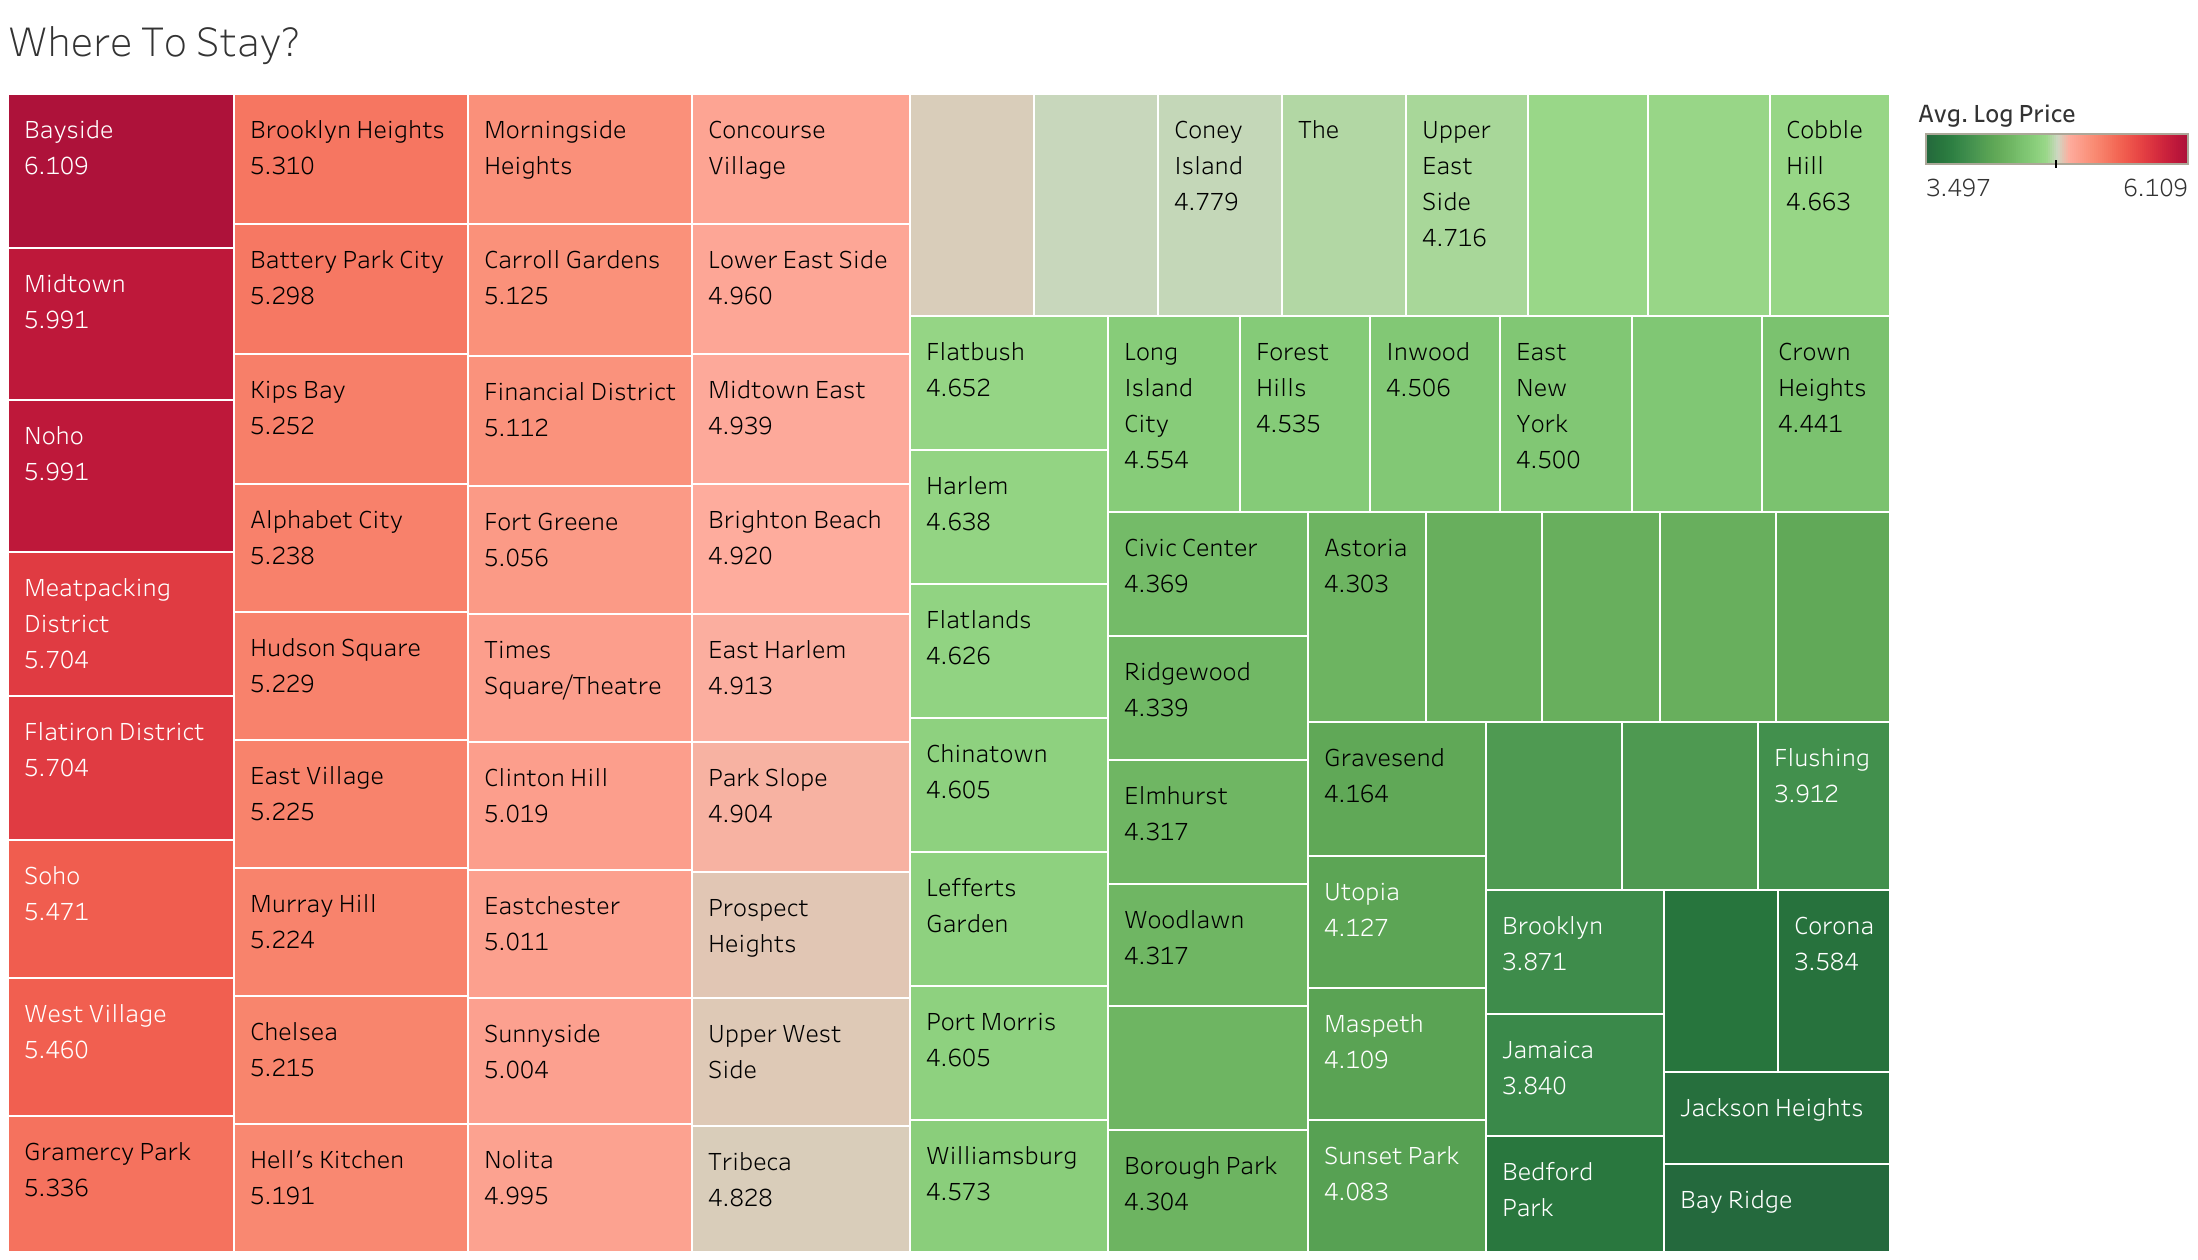 Where To Stay?
Bayside
6.109
Midtown
5.991
Noho
5.991
Meatpacking
District
5.704
Flatiron District
5.704
Soho
5.471
West Village
5.460
Gramercy Park
5.336
Brooklyn Heights
5.310
Battery Park City
5.298
Kips Bay
5.252
Alphabet City
5.238
Hudson Square
5.229
East Village
5.225
Murray Hill
5.224
Chelsea
5.215
Hell's Kitchen
5.191
Morningside
Heights
Carroll Gardens
5.125
Financial District
5.112
Fort Greene
5.056
Times
Square/Theatre
Clinton Hill
5.019
Eastchester
5.011
Sunnyside
5.004
Nolita
4.995
Concourse
Village
Lower East Side
4.960
Midtown East
4.939
Brighton Beach
4.920
East Harlem
4.913
Park Slope
4.904
Prospect
Heights
Upper West
Side
Tribeca
4.828
Coney
Island
4.779
The
Upper
East
Side
4.716
Cobble
Hill
4.663
Flatbush
4.652
Harlem
4.638
Flatlands
4.626
Chinatown
4.605
Lefferts
Garden
Port Morris
4.605
Williamsburg
4.573
Long
Island
City
4.554
Forest
Hills
4.535
Inwood
4.506
East
New
York
4.500
Crown
Heights
4.441
Civic Center
4.369
Ridgewood
4.339
Elmhurst
4.317
Woodlawn
4.317
Borough Park
4.304
Astoria
4.303
Gravesend
4.164
Utopia
4.127
Maspeth
4.109
Sunset Park
4.083
Flushing
3.912
Brooklyn
3.871
Jamaica
3.840
Bedford
Park
Corona
3.584
Jackson Heights
Bay Ridge
Avg. Log Price
3.497
6.109